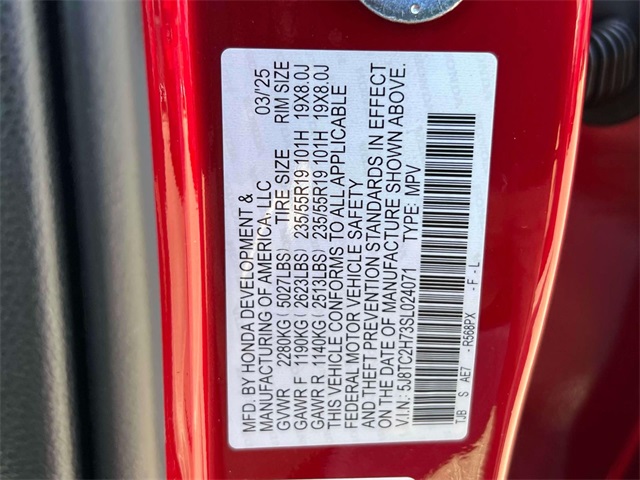 MFD. BY HONDA DEVELOPMENT &
MANUFACTURING OF AMERICA, LLC 03/25
GVWR 2280KG ( 5027LBS) TIRE SIZE RIM SIZE
GAWR F 1190KG ( 2623LBS) 235/55R19 101H 19X8.0J
GAWR R 1140KG ( 2513LBS) 235/55R19 101H 19X8.0J
THIS VEHICLE CONFORMS TO ALL APPLICABLE
FEDERAL MOTOR VEHICLE SAFETY
AND THEFT PREVENTION STANDARDS IN EFFECT
ON THE DATE OF MANUFACTURE SHOWN ABOVE.
V.I.N: 5J8TC2H73SL024071 TYPE: MPV
TJB S AE7 - R568PX - F - L